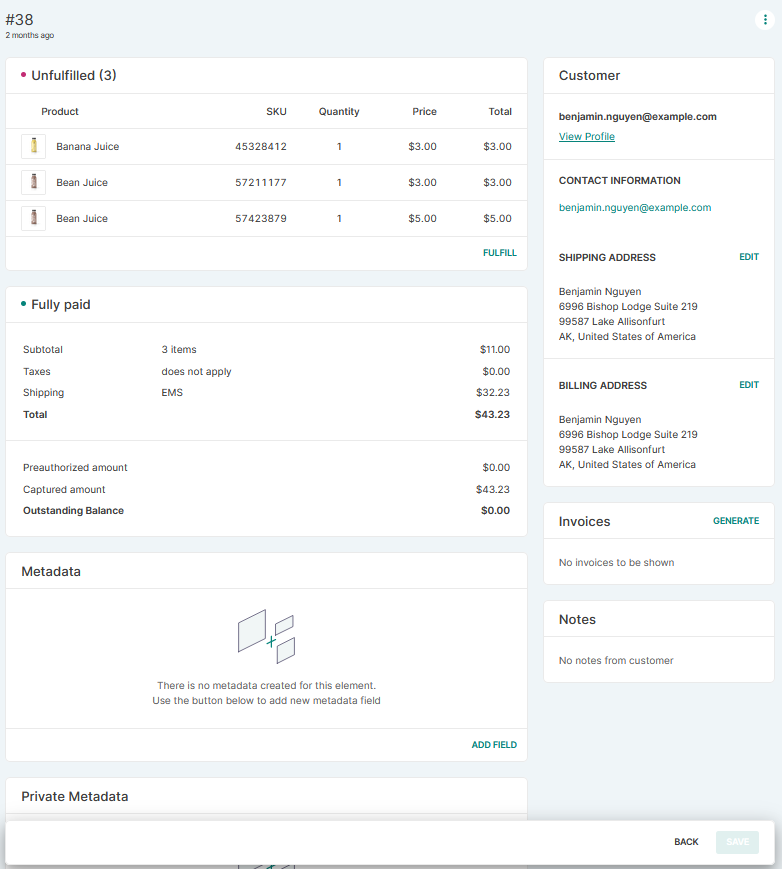 #38
2 months ago
Unfulfilled (3)
Product SKU Quantity Price Total
Banana Juice 45328412 1 $3.00 $3.00
Bean Juice 57211177 1 $3.00 $3.00
Bean Juice 57423879 1 $5.00 $5.00
FULFILL
Fully paid
Subtotal 3 items $11.00
Taxes does not apply $0.00
Shipping EMS $32.23
Total $43.23
Preauthorized amount $0.00
Captured amount $43.23
Outstanding Balance $0.00
Metadata
There is no metadata created for this element.
Use the button below to add new metadata field
ADD FIELD
Private Metadata
Customer
benjamin.nguyen@example.com
View Profile
CONTACT INFORMATION
benjamin.nguyen@example.com
SHIPPING ADDRESS EDIT
Benjamin Nguyen
6996 Bishop Lodge Suite 219
99587 Lake Allisonfurt
AK, United States of America
BILLING ADDRESS EDIT
Benjamin Nguyen
6996 Bishop Lodge Suite 219
99587 Lake Allisonfurt
AK, United States of America
Invoices GENERATE
No invoices to be shown
Notes
No notes from customer
BACK SAVE